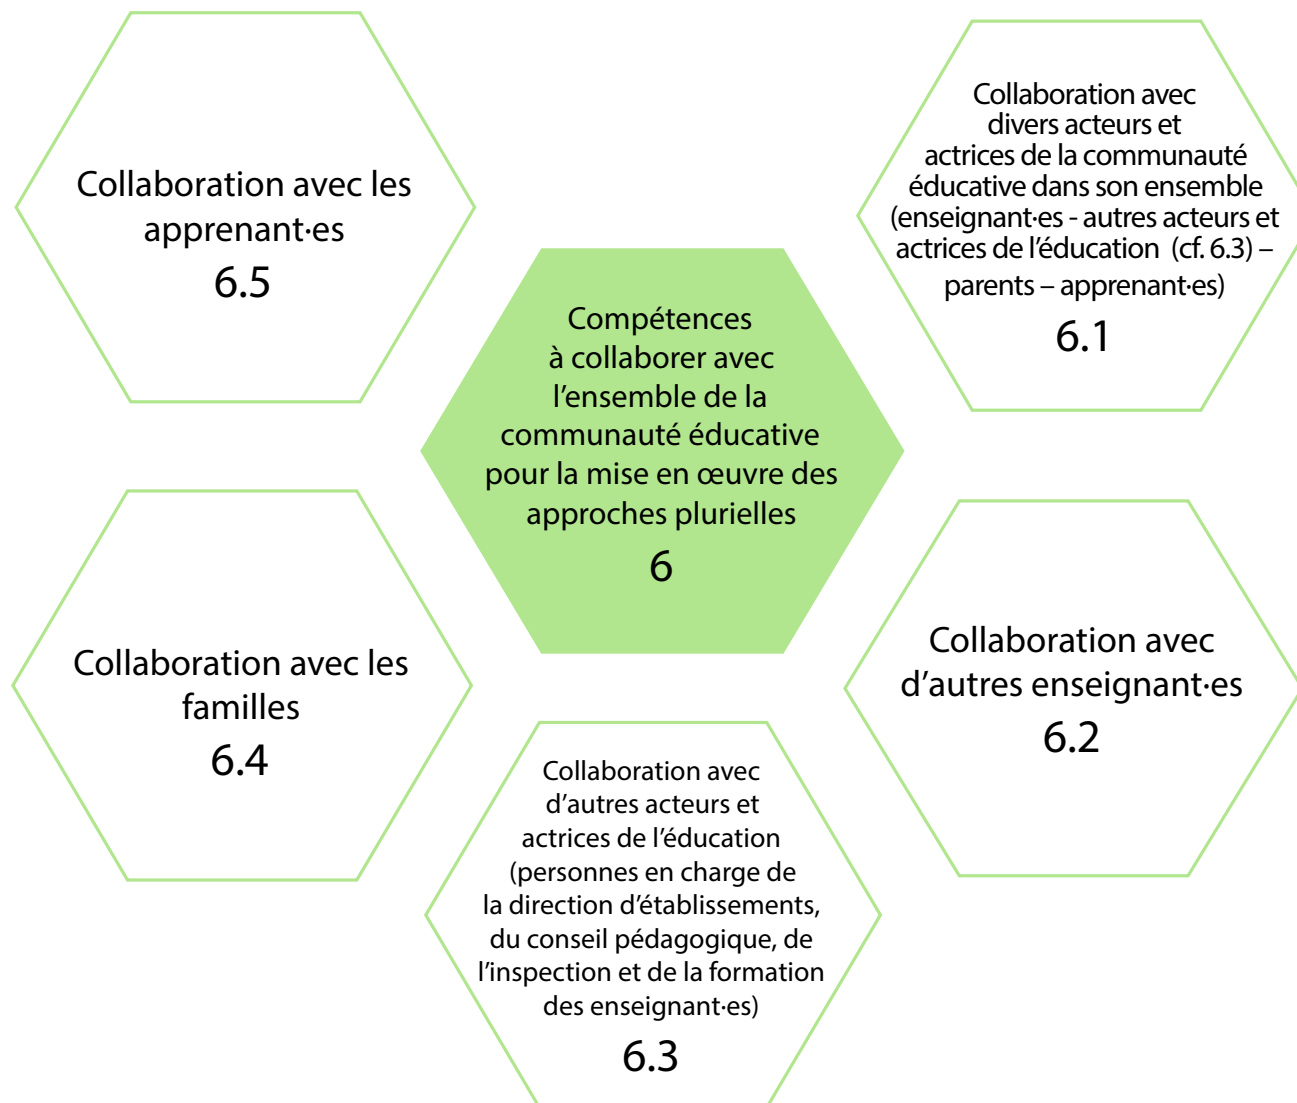 Collaboration avec les
apprenant·es
6.5
Collaboration avec
divers acteurs et
actrices de la communauté
éducative dans son ensemble
(enseignant·es - autres acteurs et
actrices de l’éducation (cf. 6.3) –
parents – apprenant·es)
6.1
Compétences
à collaborer avec
l’ensemble de la
communauté éducative
pour la mise en œuvre des
approches plurielles
6
Collaboration avec les
familles
6.4
Collaboration avec
d’autres enseignant·es
6.2
Collaboration avec
d’autres acteurs et
actrices de l’éducation
(personnes en charge de
la direction d’établissements,
du conseil pédagogique, de
l’inspection et de la formation
des enseignant·es)
6.3